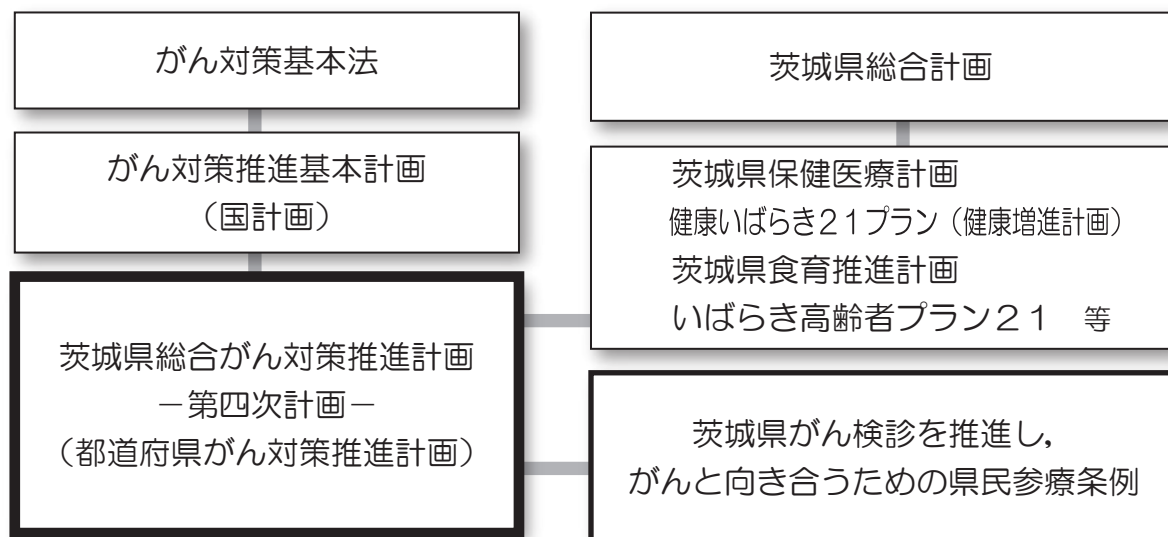 がん対策基本法
がん対策推進基本計画
（国計画）
茨城県総合がん対策推進計画
－第四次計画－
（都道府県がん対策推進計画）
茨城県総合計画
茨城県保健医療計画
健康いばらき２１プラン（健康増進計画）
茨城県食育推進計画
いばらき高齢者プラン２１　等
茨城県がん検診を推進し，
がんと向き合うための県民参療条例